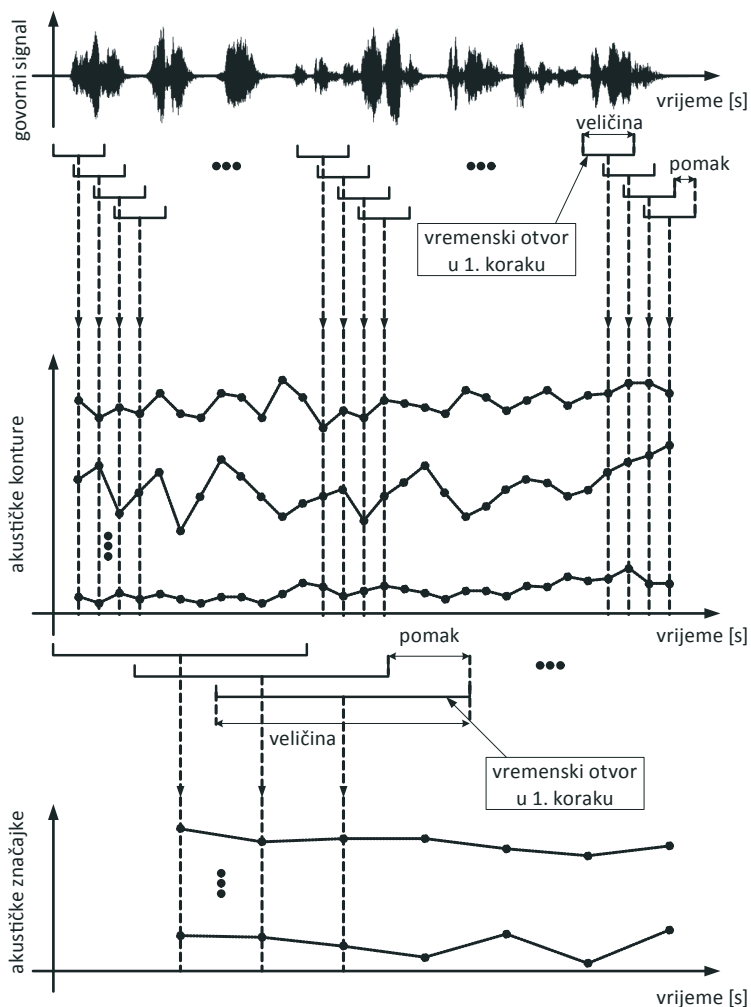 govorni signal
vrijeme [s]
veličina
pomak
vremenski otvor
u 1. koraku
akustičke konture
vrijeme [s]
pomak
veličina
vremenski otvor
u 1. koraku
akustičke značajke
vrijeme [s]